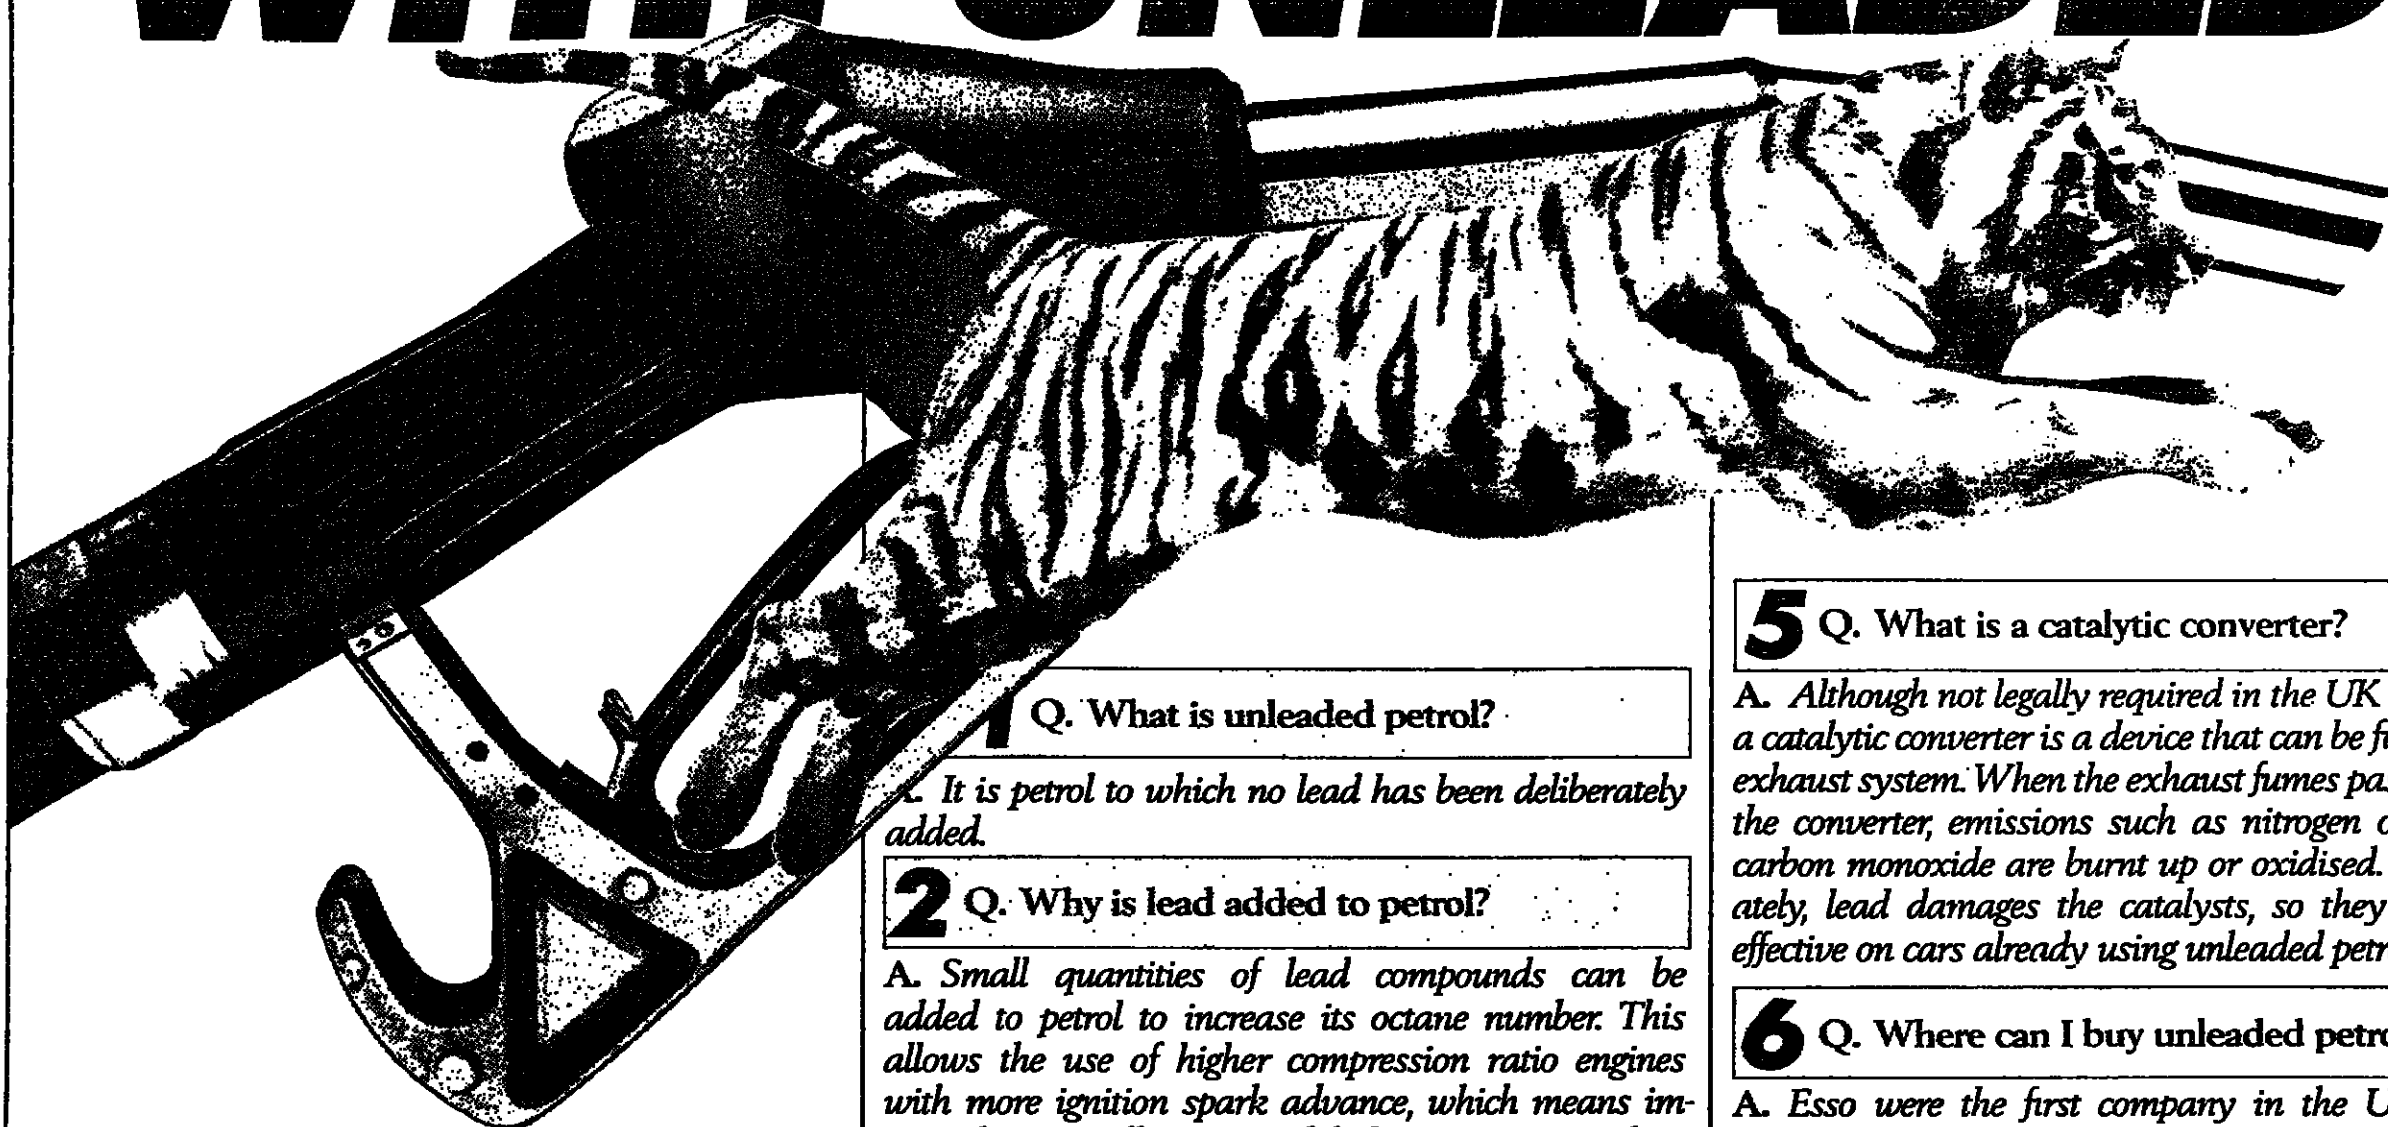 1 Q. What is unleaded petrol?
It is petrol to which no lead has been deliberately
added.
2 Q. Why is lead added to petrol?
A. Small quantities of lead compounds can be
added to petrol to increase its octane number. This
allows the use of higher compression ratio engines
with more ignition spark advance, which means im-
5 Q. What is a catalytic converter?
A. Although not legally required in the UK
a catalytic converter is a device that can be
exhaust system. When the exhaust fumes
the converter, emissions such as nitrogen
carbon monoxide are burnt up or oxidised.
ately, lead damages the catalysts, so they
effective on cars already using unleaded
6 Q. Where can I buy unleaded
A. Esso were the first company in the